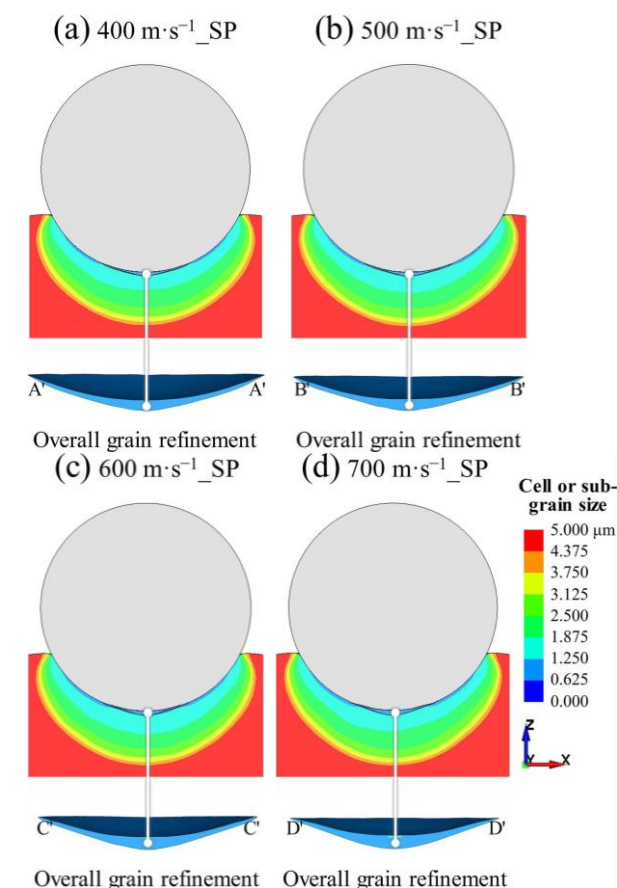 (a) 400 m·s⁻¹_SP
(b) 500 m·s⁻¹_SP
A' A'
B' B'
Overall grain refinement
Overall grain refinement
(c) 600 m·s⁻¹_SP
(d) 700 m·s⁻¹_SP
Cell or sub-
grain size
5.000 μm
4.375
3.750
3.125
2.500
1.875
1.250
0.625
0.000
Z
Y X
C' C'
D' D'
Overall grain refinement
Overall grain refinement